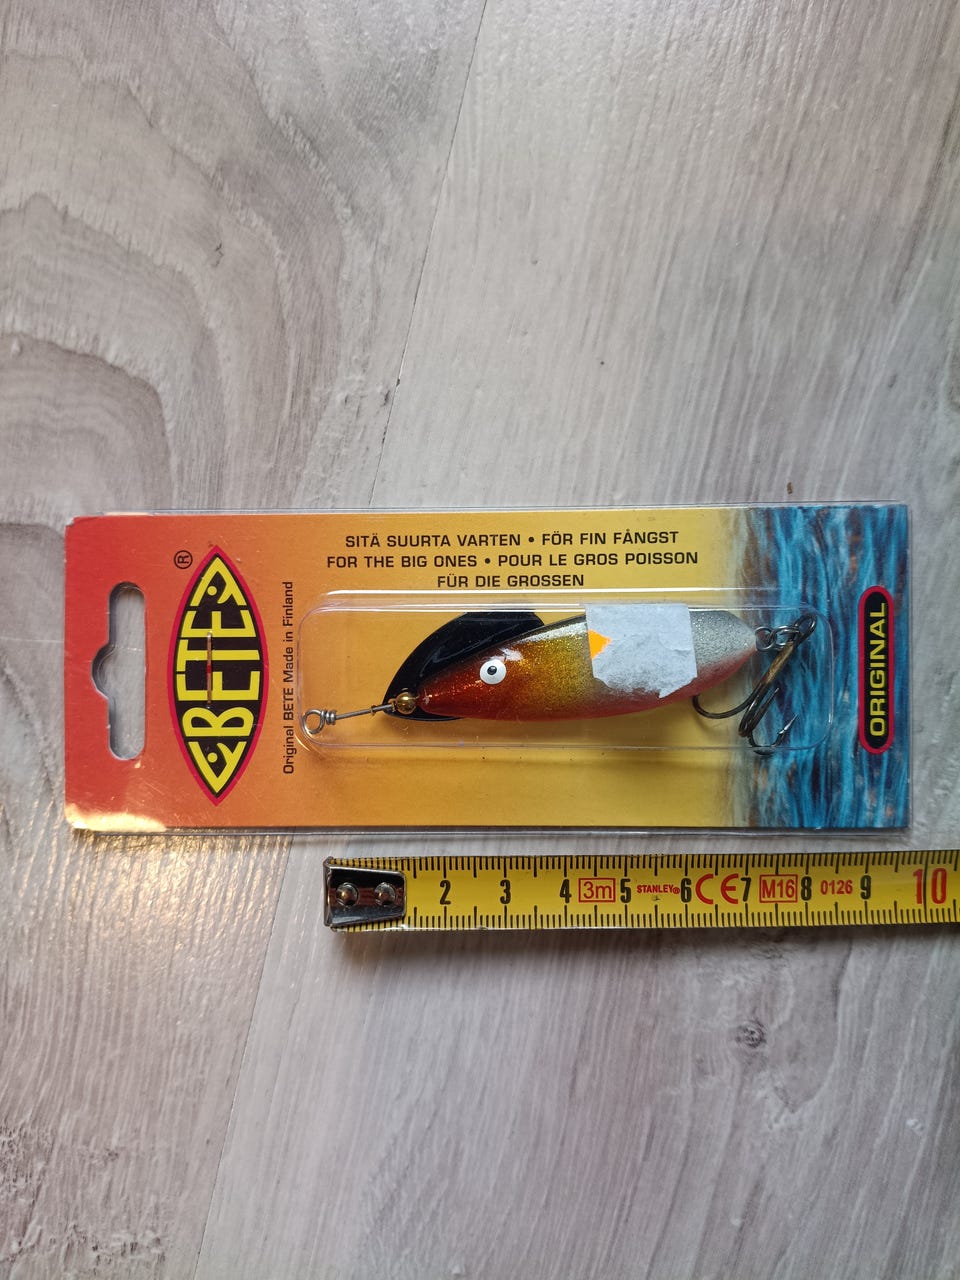 SITÄ SUURTA VARTEN • FÖR FIN FÅNGST
FOR THE BIG ONES • POUR LE GROS POISSON
FÜR DIE GROSSEN
®
BETE
BETE
Original BETE Made in Finland
ORIGINAL
2 3 4 3m 5 STANLEY® 6 CE 7 M16 8 0126 9 10